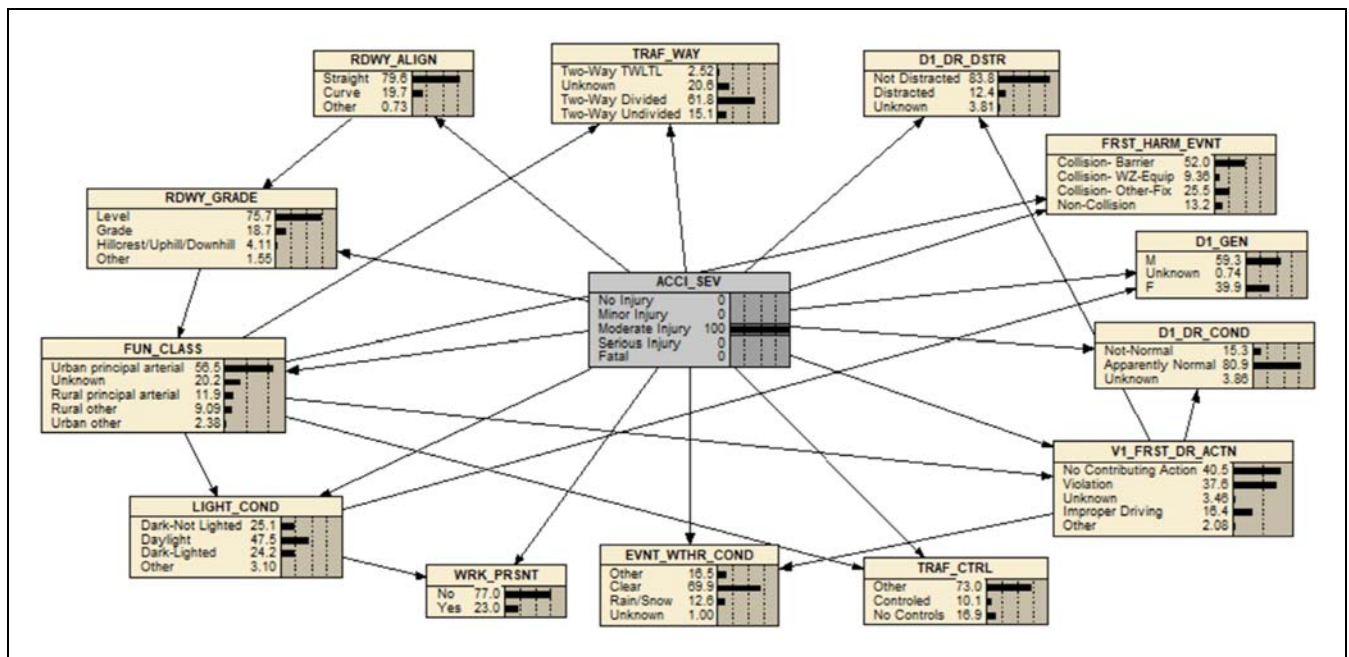 RDWY_ALIGN
Straight 79.6
Curve 19.7
Other 0.73
TRAF_WAY
Two-Way TWLTL 2.52
Unknown 20.6
Two-Way Divided 61.8
Two-Way Undivided 15.1
D1_DR_DSTR
Not Distracted 83.8
Distracted 12.4
Unknown 3.81
FRST_HARM_EVNT
Collision- Barrier 52.0
Collision- WZ-Equip 9.36
Collision- Other-Fix 25.5
Non-Collision 13.2
RDWY_GRADE
Level 75.7
Grade 18.7
Hillcrest/Uphill/Downhill 4.11
Other 1.55
D1_GEN
M 59.3
Unknown 0.74
F 39.9
ACCI_SEV
No Injury 0
Minor Injury 0
Moderate Injury 100
Serious Injury 0
Fatal 0
D1_DR_COND
Not-Normal 15.3
Apparently Normal 80.9
Unknown 3.86
FUN_CLASS
Urban principal arterial 56.5
Unknown 20.2
Rural principal arterial 11.9
Rural other 9.09
Urban other 2.38
V1_FRST_DR_ACTN
No Contributing Action 40.5
Violation 37.6
Unknown 3.46
Improper Driving 16.4
Other 2.08
LIGHT_COND
Dark-Not Lighted 25.1
Daylight 47.5
Dark-Lighted 24.2
Other 3.10
WRK_PRSNT
No 77.0
Yes 23.0
EVNT_WTHR_COND
Other 16.5
Clear 69.9
Rain/Snow 12.6
Unknown 1.00
TRAF_CTRL
Other 73.0
Controled 10.1
No Controls 16.9